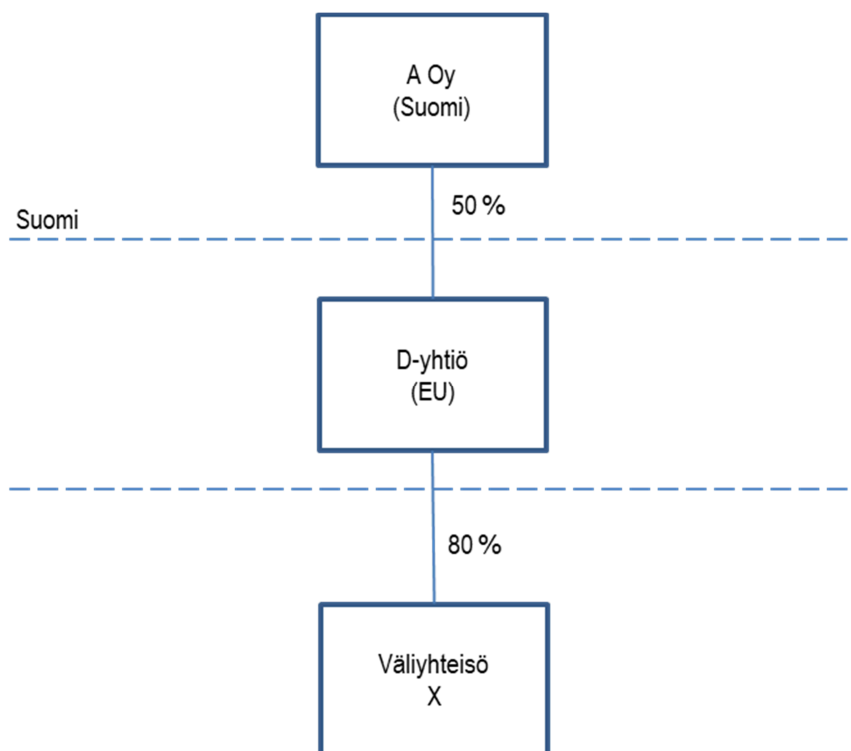 A Oy
(Suomi)
50 %
Suomi
D-yhtiö
(EU)
80 %
Väliyhteisö
X